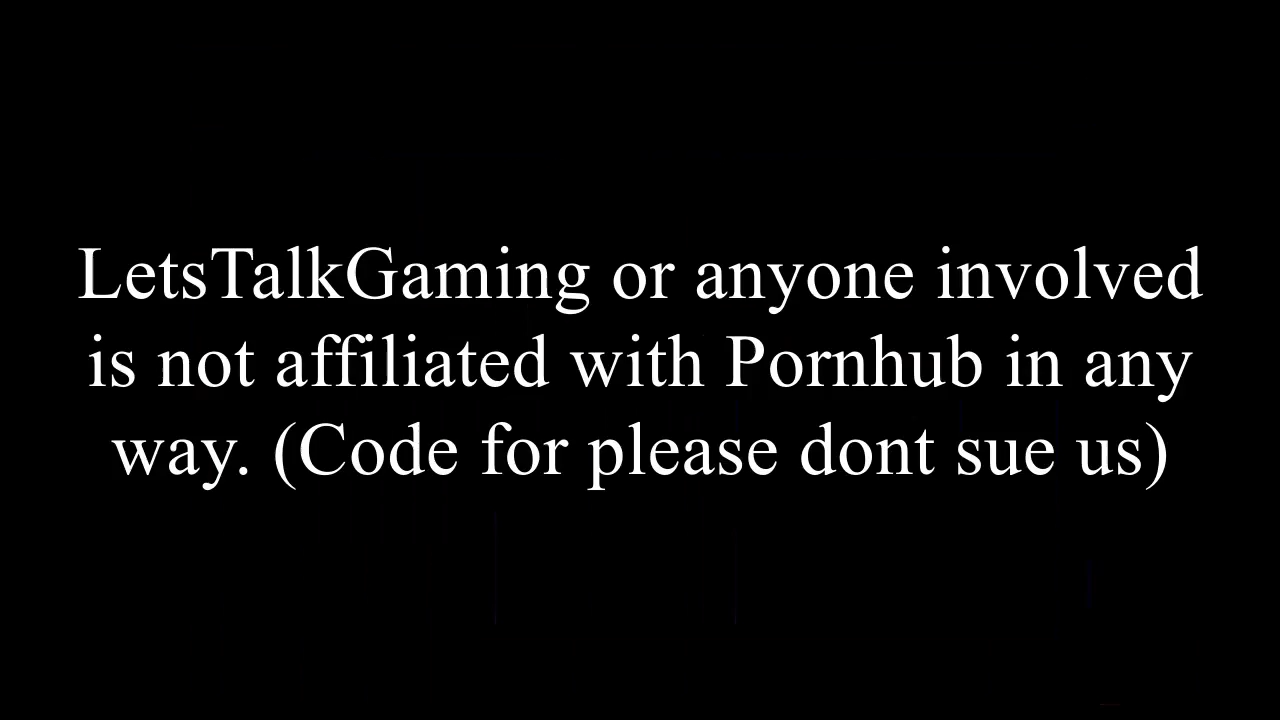 LetsTalkGaming or anyone involved
is not affiliated with Pornhub in any
way. (Code for please dont sue us)